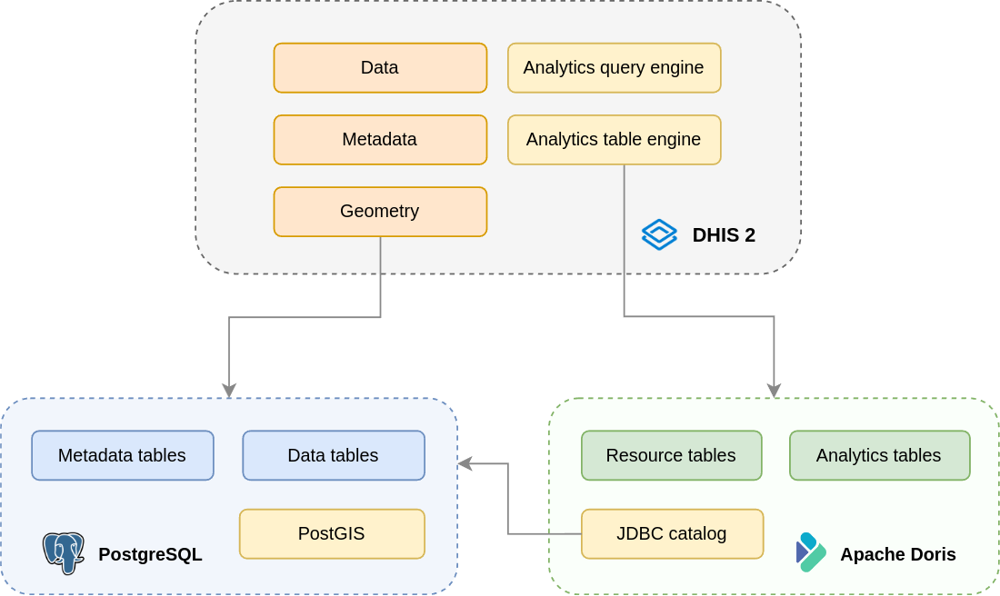 Data
Analytics query engine
Metadata
Analytics table engine
Geometry
DHIS 2
Metadata tables
Data tables
PostGIS
PostgreSQL
Resource tables
Analytics tables
JDBC catalog
Apache Doris